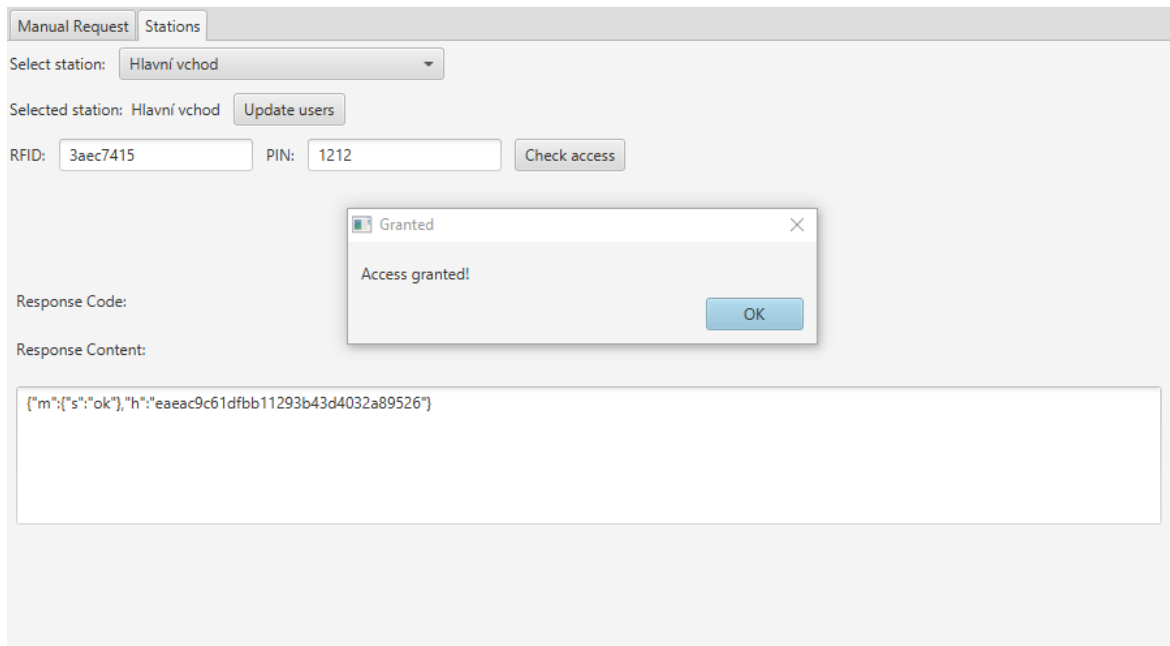 Manual Request Stations
Select station: Hlavní vchod
Selected station: Hlavní vchod Update users
RFID: 3aec7415 PIN: 1212 Check access
Granted
Access granted!
OK
Response Code:
Response Content:
{"m":{"s":"ok"},"h":"eaeac9c61dfbb11293b43d4032a89526"}